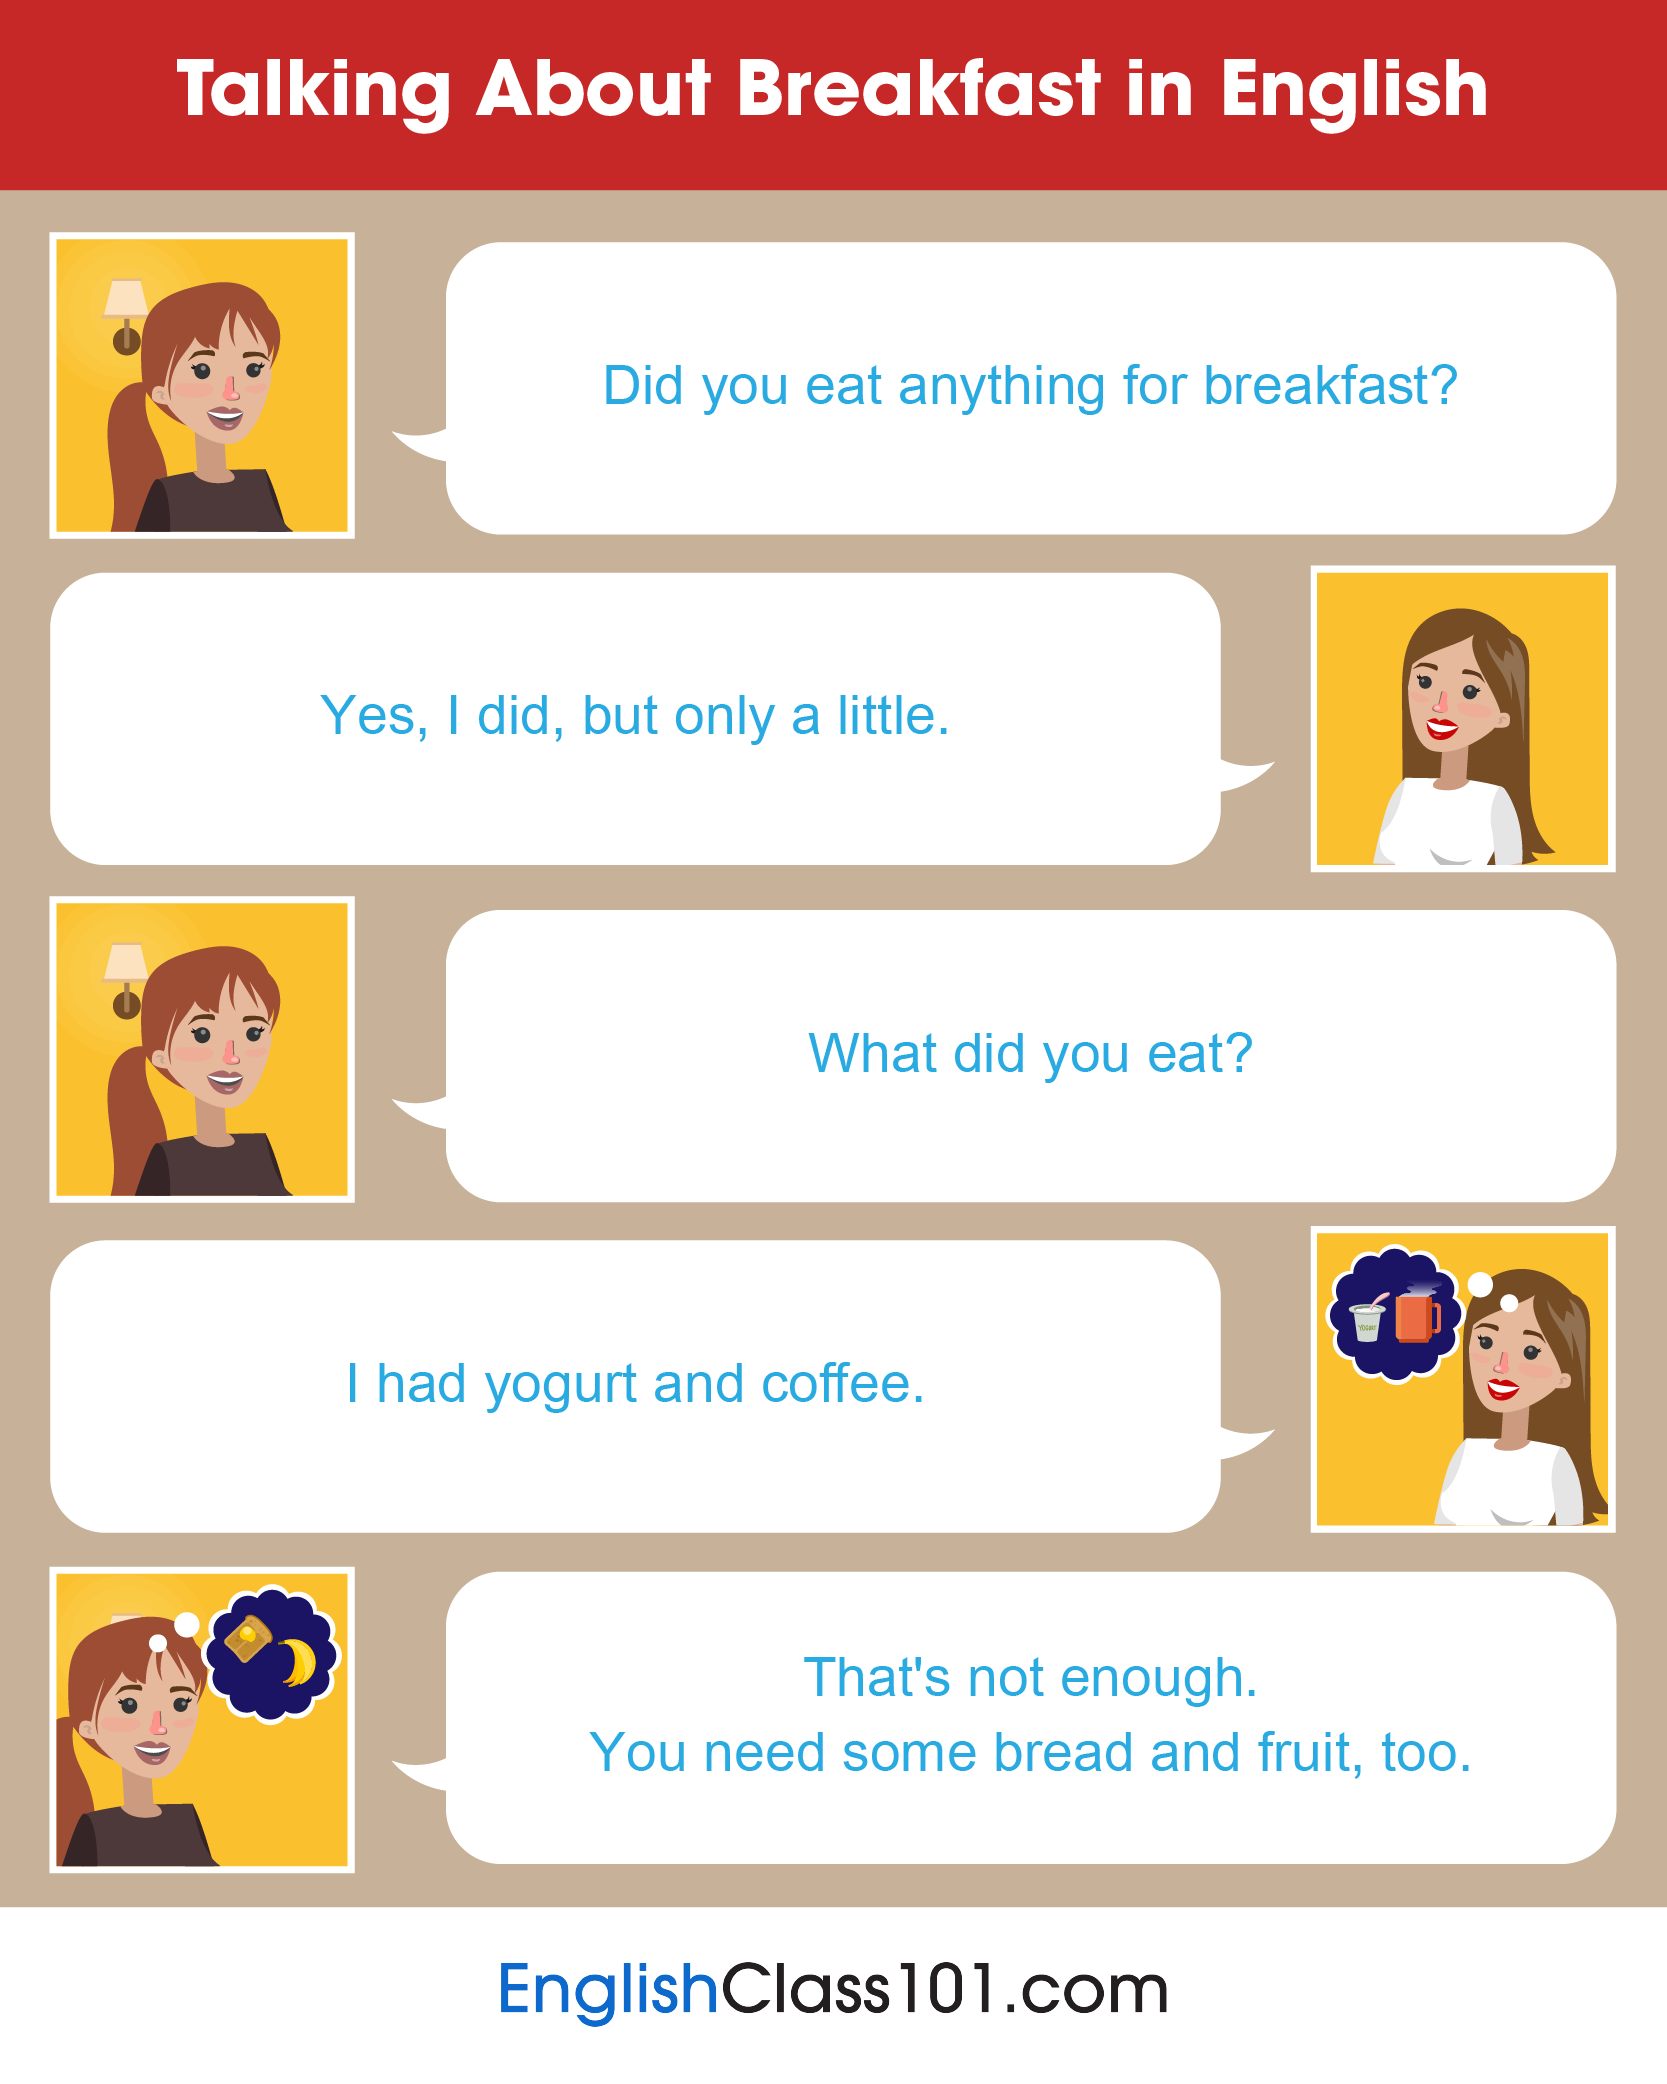 Talking About Breakfast in English
Did you eat anything for breakfast?
Yes, I did, but only a little.
What did you eat?
I had yogurt and coffee.
YOGURT
That's not enough.
You need some bread and fruit, too.
EnglishClass101.com